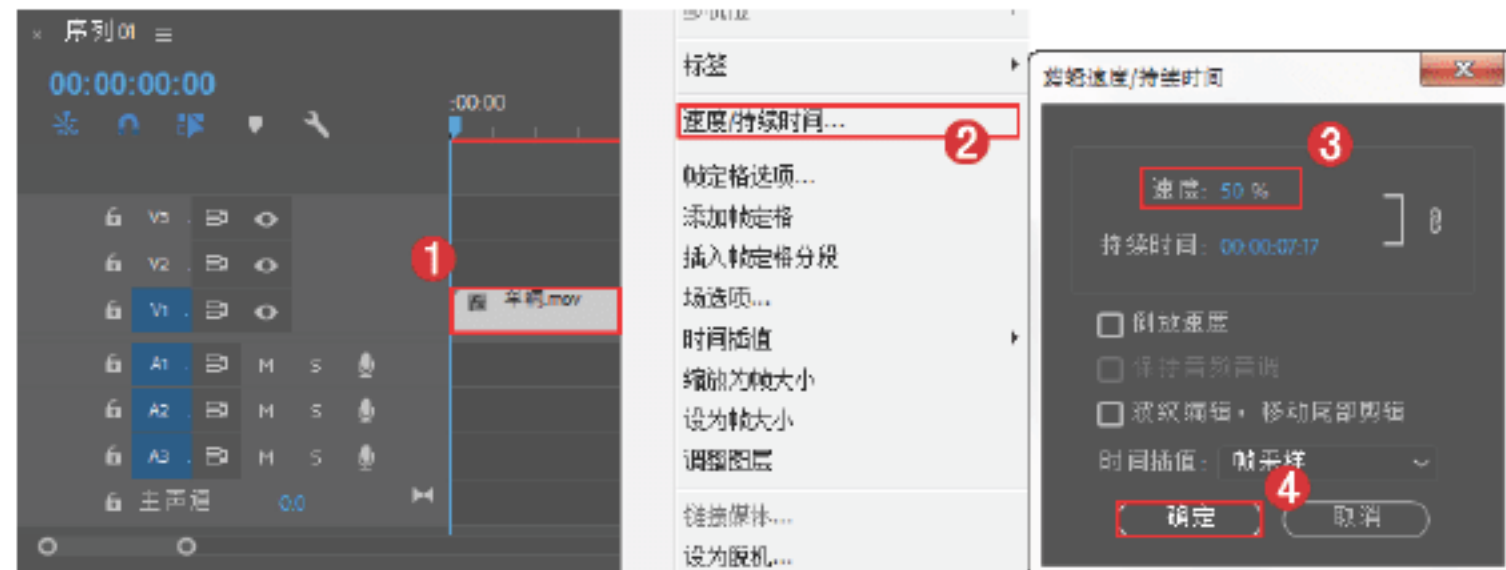 × 序列01 ≡
00:00:00:00
:00:00
V3
V2
V1
A1 M S
A2 M S
A3 M S
主声道 0.0
1
.mov
标签
速度/持续时间...
2
帧定格选项...
添加帧定格
插入帧定格分段
场选项...
时间插值
缩放为帧大小
设为帧大小
调整图层
链接媒体...
设为脱机...
剪辑速度/持续时间
3
速度: 50 %
持续时间: 00:00:07:17
倒放速度
保持音频音调
波纹编辑，移动尾部剪辑
时间插值: 帧采样
4
确定 取消